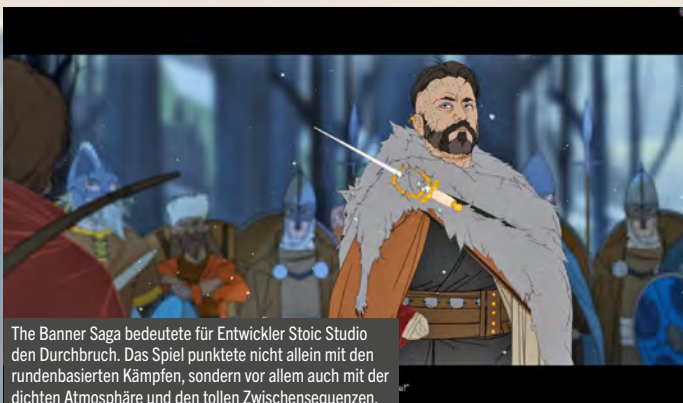 The Banner Saga bedeutete für Entwickler Stoic Studio
den Durchbruch. Das Spiel punktete nicht allein mit den
rundenbasierten Kämpfen, sondern vor allem auch mit der
dichten Atmosphäre und den tollen Zwischensequenzen.